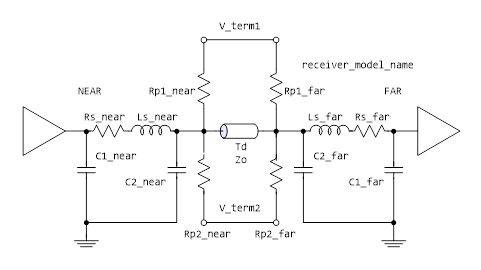 V_term1
receiver_model_name
NEAR
Rp1_near
Rp1_far
FAR
Rs_near
Ls_near
Ls_far
Rs_far
Td
Zo
C1_near
C2_near
C2_far
C1_far
V_term2
Rp2_near
Rp2_far